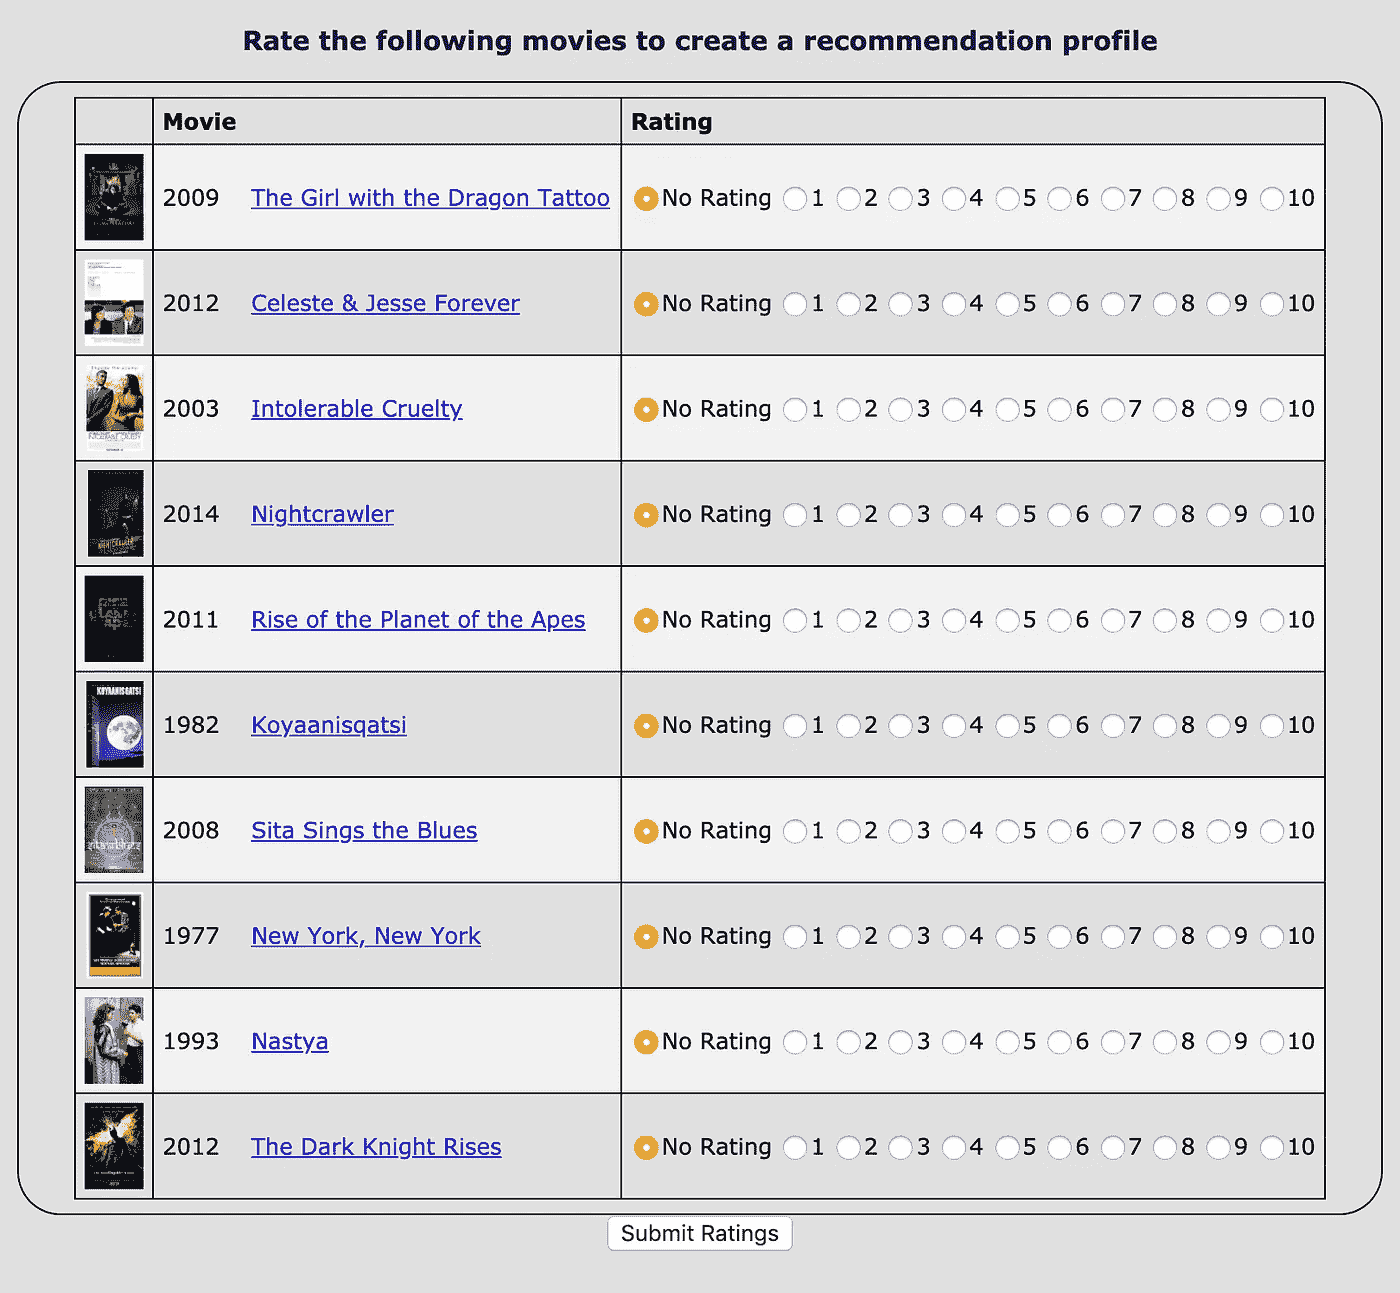 Rate the following movies to create a recommendation profile
Movie Rating
2009 The Girl with the Dragon Tattoo No Rating 1 2 3 4 5 6 7 8 9 10
2012 Celeste & Jesse Forever No Rating 1 2 3 4 5 6 7 8 9 10
2003 Intolerable Cruelty No Rating 1 2 3 4 5 6 7 8 9 10
2014 Nightcrawler No Rating 1 2 3 4 5 6 7 8 9 10
2011 Rise of the Planet of the Apes No Rating 1 2 3 4 5 6 7 8 9 10
KOYAANISQATSI
1982 Koyaanisqatsi No Rating 1 2 3 4 5 6 7 8 9 10
2008 Sita Sings the Blues No Rating 1 2 3 4 5 6 7 8 9 10
1977 New York, New York No Rating 1 2 3 4 5 6 7 8 9 10
1993 Nastya No Rating 1 2 3 4 5 6 7 8 9 10
2012 The Dark Knight Rises No Rating 1 2 3 4 5 6 7 8 9 10
Submit Ratings